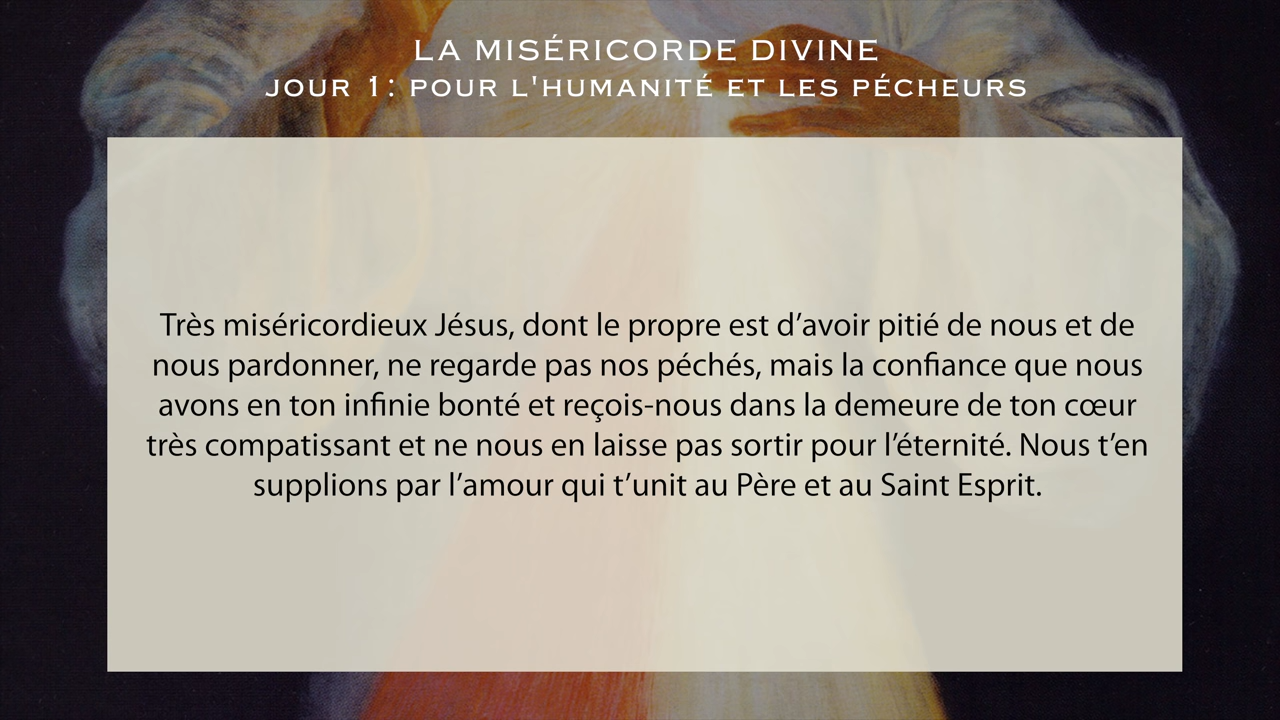 LA MISÉRICORDE DIVINE
JOUR 1: POUR L'HUMANITÉ ET LES PÉCHEURS
Très miséricordieux Jésus, dont le propre est d’avoir pitié de nous et de
nous pardonner, ne regarde pas nos péchés, mais la confiance que nous
avons en ton infinie bonté et reçois-nous dans la demeure de ton cœur
très compatissant et ne nous en laisse pas sortir pour l’éternité. Nous t’en
supplions par l’amour qui t’unit au Père et au Saint Esprit.